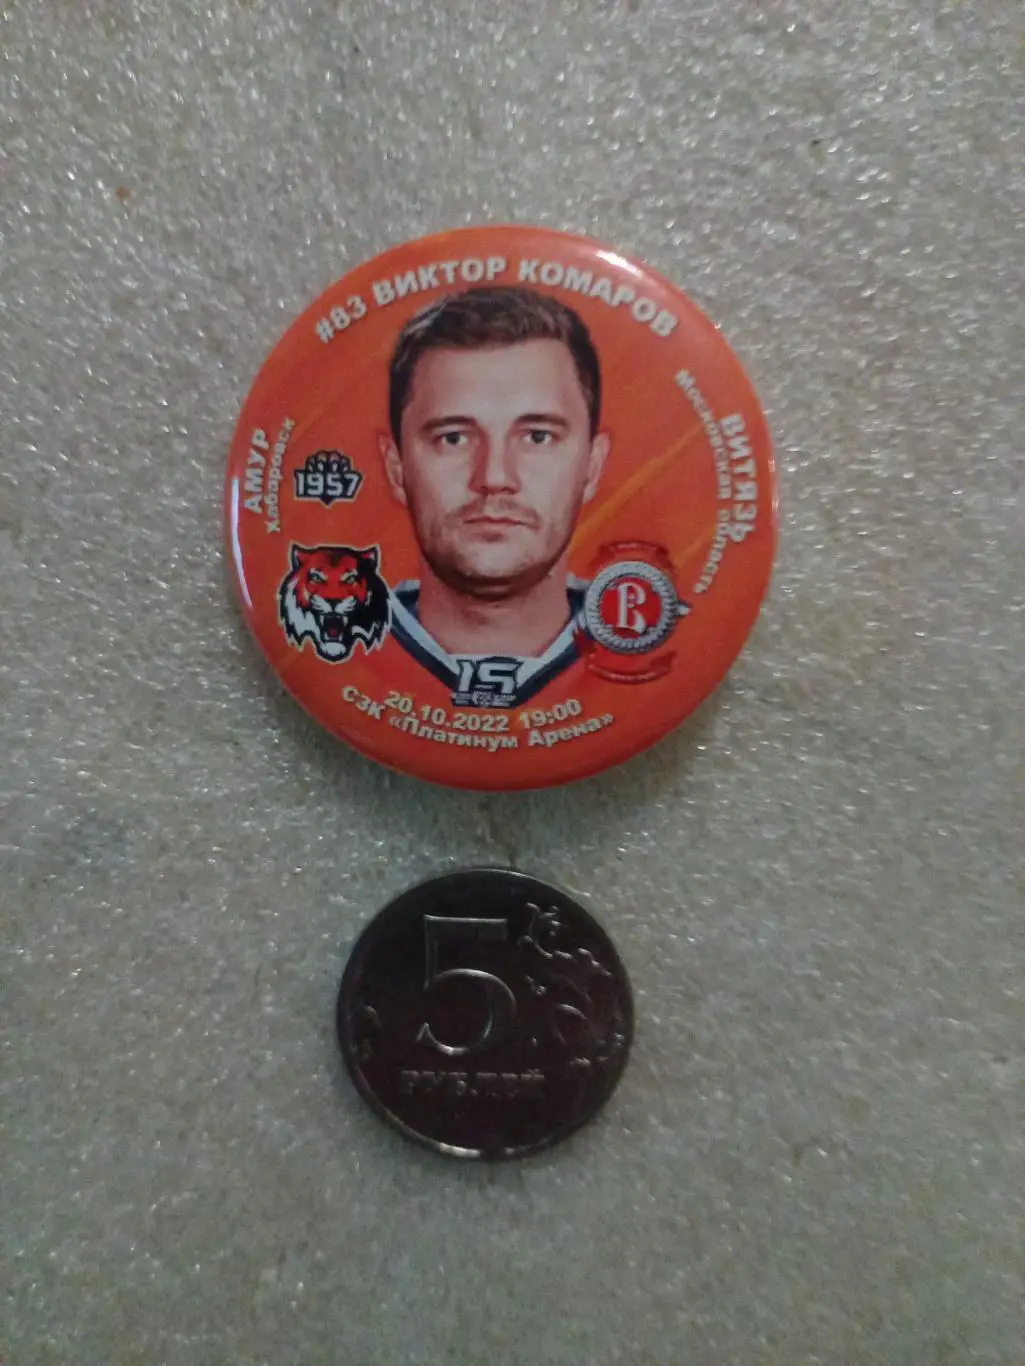 #83 ВИКТОР КОМАРОВ
АМУР
Хабаровск
1957
ВИТЯЗЬ
Московская область
15
20.10.2022 19:00
СЗК «Платинум Арена»
5
РУБЛЕЙ